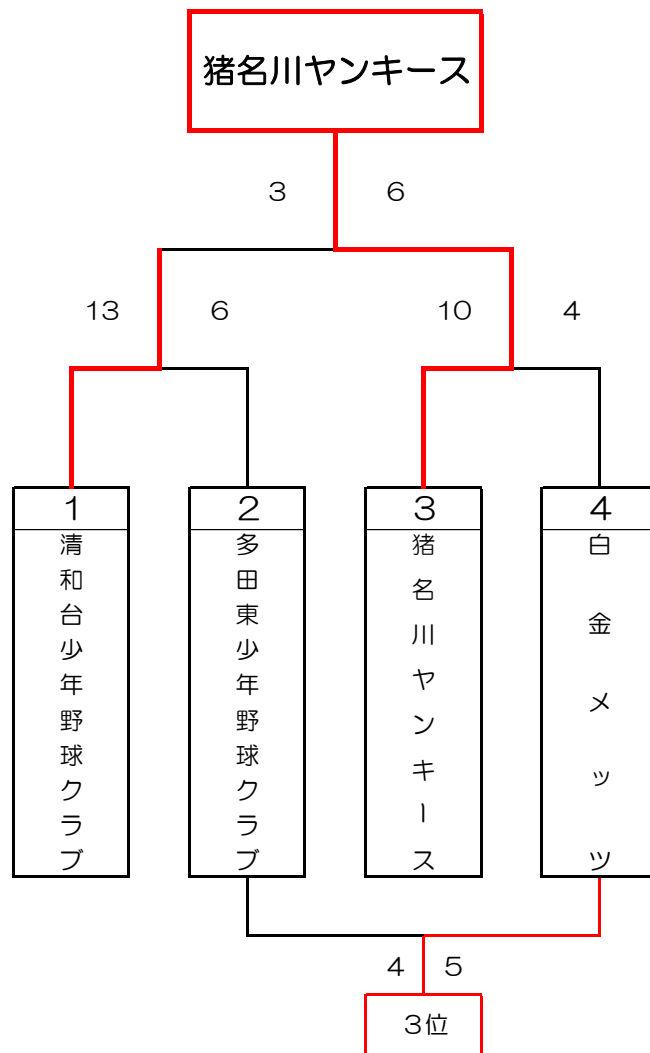 猪名川ヤンキース
3 6
13 6 10 4
1 2 3 4
清和台少年野球クラブ
多田東少年野球クラブ
猪名川ヤンキース
白金メッツ
4 5
3位